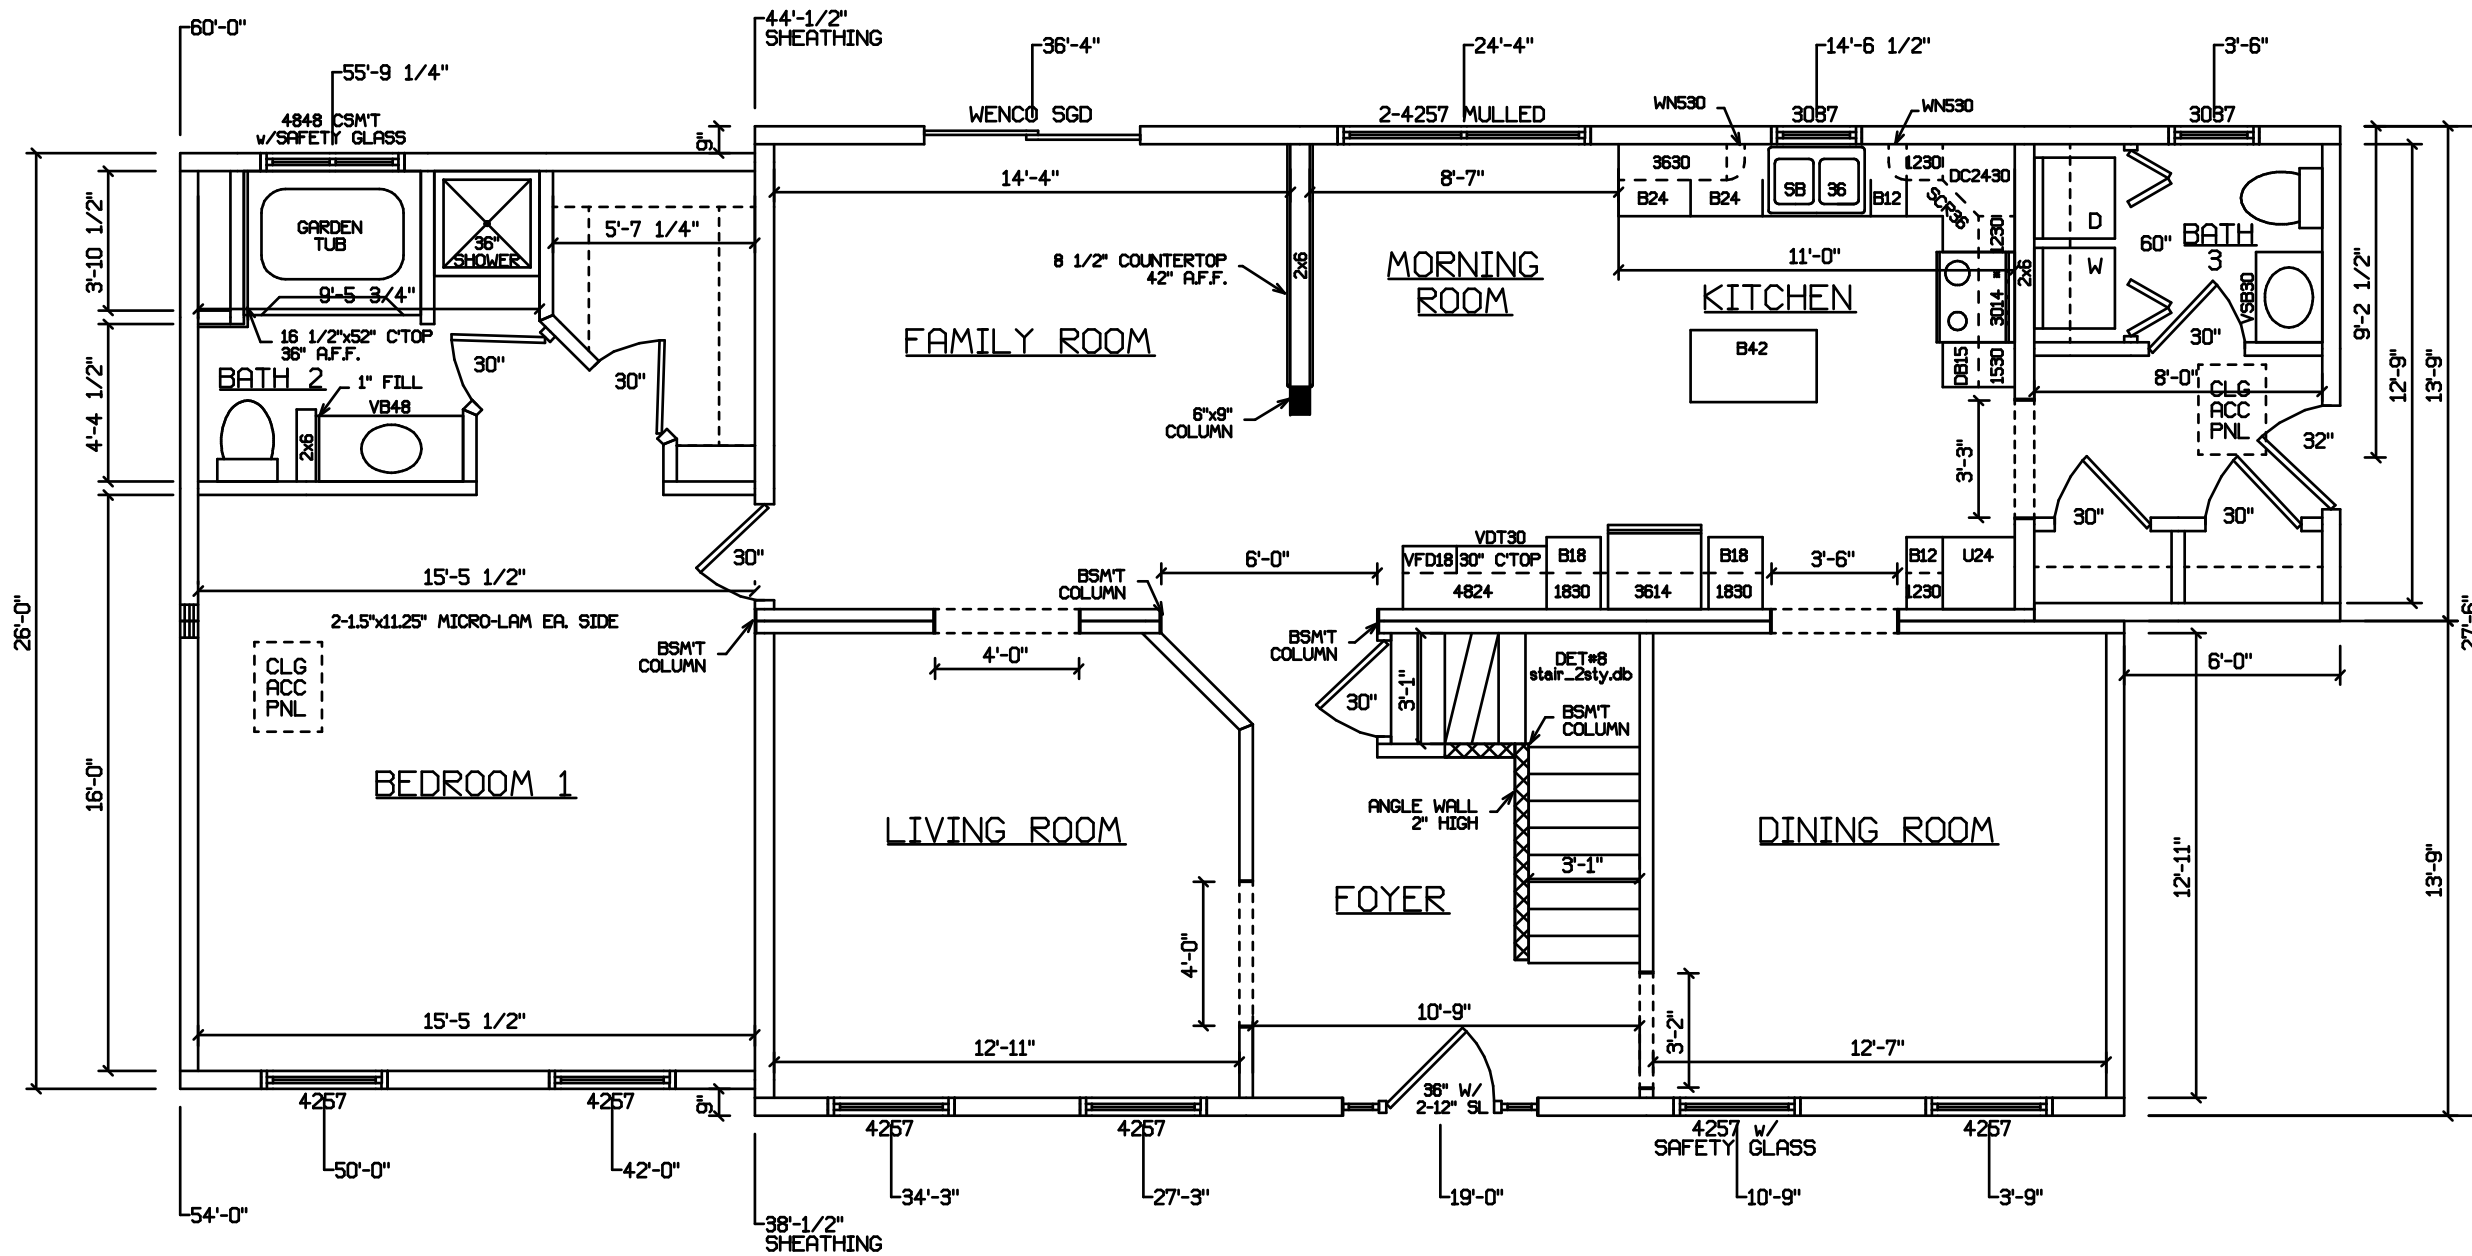 60'-0"
44'-1/2"
SHEATHING
36'-4"
24'-4"
14'-6 1/2"
3'-6"
55'-9 1/4"
4848 CSM'T
w/SAFETY GLASS
WENCO SGD
2-4257 MULLED
WN530
3037
WN530
3037
9"
14'-4"
8'-7"
3630
B24
B24
SB
36
B12
1230
DC2430
SCR36
1230
GARDEN
TUB
36"
SHOWER
5'-7 1/4"
3'-10 1/2"
9'-5 3/4"
8 1/2" COUNTERTOP
42" A.F.F.
2x6
MORNING
ROOM
11'-0"
KITCHEN
3014
2x6
D
W
60"
BATH
3
VSB30
30"
9'-2 1/2"
12'-9"
13'-9"
16 1/2"x52" C'TOP
36" A.F.F.
30"
30"
FAMILY ROOM
B42
DB15
1530
8'-0"
CLG
ACC
PNL
32"
BATH 2
1" FILL
VB48
2x6
4'-4 1/2"
6"x9"
COLUMN
3'-3"
30"
30"
26'-0"
30"
15'-5 1/2"
2-1.5"x11.25" MICRO-LAM EA. SIDE
BSM'T
COLUMN
6'-0"
VDT30
VFD18
30" C'TOP
4824
B18
1830
3614
B18
1830
3'-6"
B12
1230
U24
27'-6"
CLG
ACC
PNL
BSM'T
COLUMN
4'-0"
BSM'T
COLUMN
30"
3'-1"
DET#8
stair_2sty.db
BSM'T
COLUMN
6'-0"
16'-0"
BEDROOM 1
LIVING ROOM
ANGLE WALL
2" HIGH
3'-1"
FOYER
DINING ROOM
12'-11"
13'-9"
4'-0"
15'-5 1/2"
12'-11"
10'-9"
3'-2"
12'-7"
4257
4257
9"
4257
4257
36" W/
2-12" SL
4257 w/
SAFETY GLASS
4257
50'-0"
42'-0"
34'-3"
27'-3"
19'-0"
10'-9"
3'-9"
54'-0"
38'-1/2"
SHEATHING